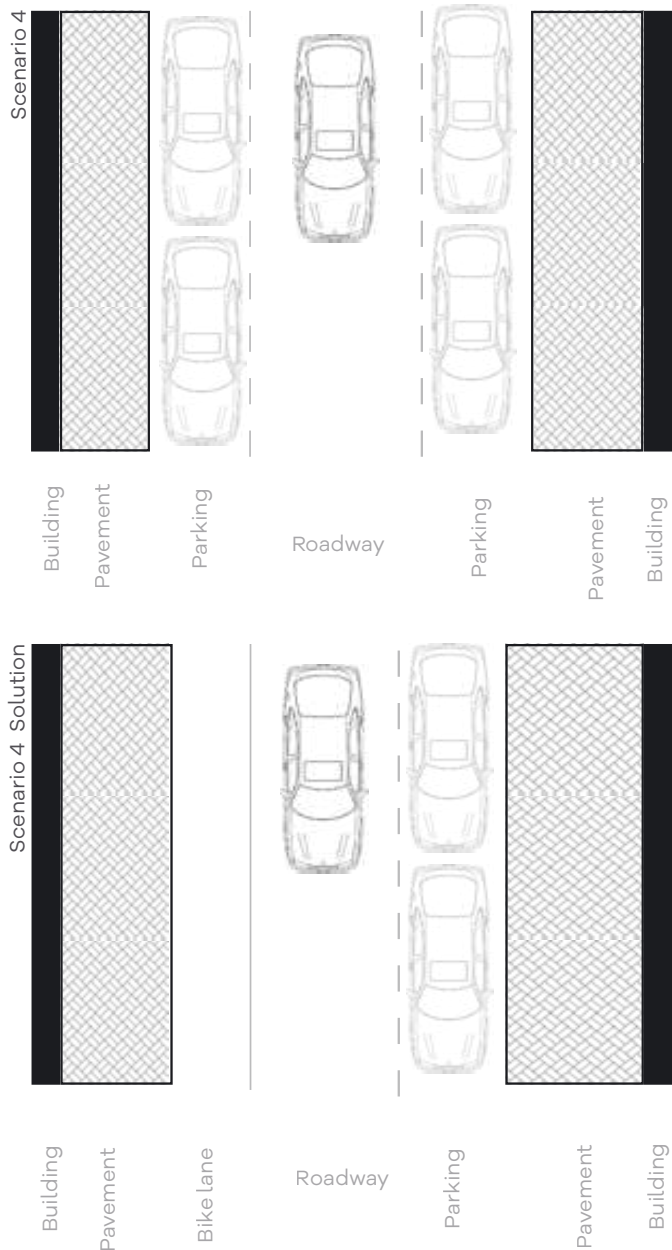 Scenario 4
Building
Pavement
Parking
Roadway
Parking
Pavement
Building
Scenario 4 Solution
Building
Pavement
Bike lane
Roadway
Parking
Pavement
Building